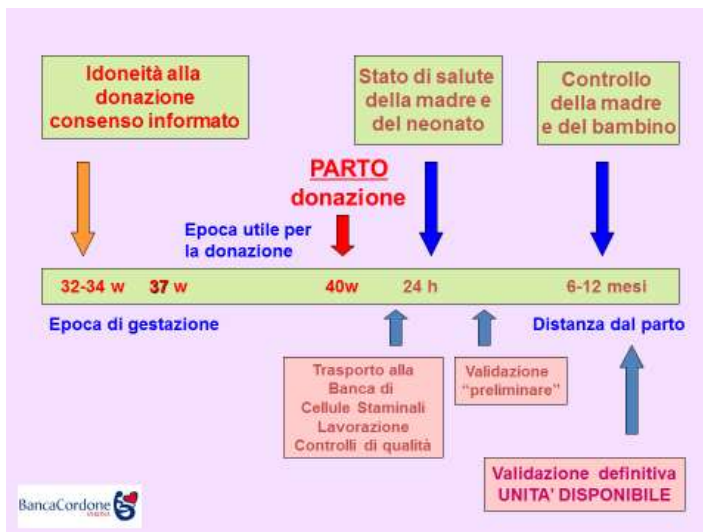 Idoneità alla
donazione
consenso informato
Stato di salute
della madre e
del neonato
Controllo
della madre
e del bambino
PARTO
donazione
Epoca utile per
la donazione
32-34 w
37 w
40w
24 h
6-12 mesi
Epoca di gestazione
Distanza dal parto
Trasporto alla
Banca di
Cellule Staminali
Lavorazione
Controlli di qualità
Validazione
“preliminare”
Validazione definitiva
UNITA’ DISPONIBILE
BancaCordone